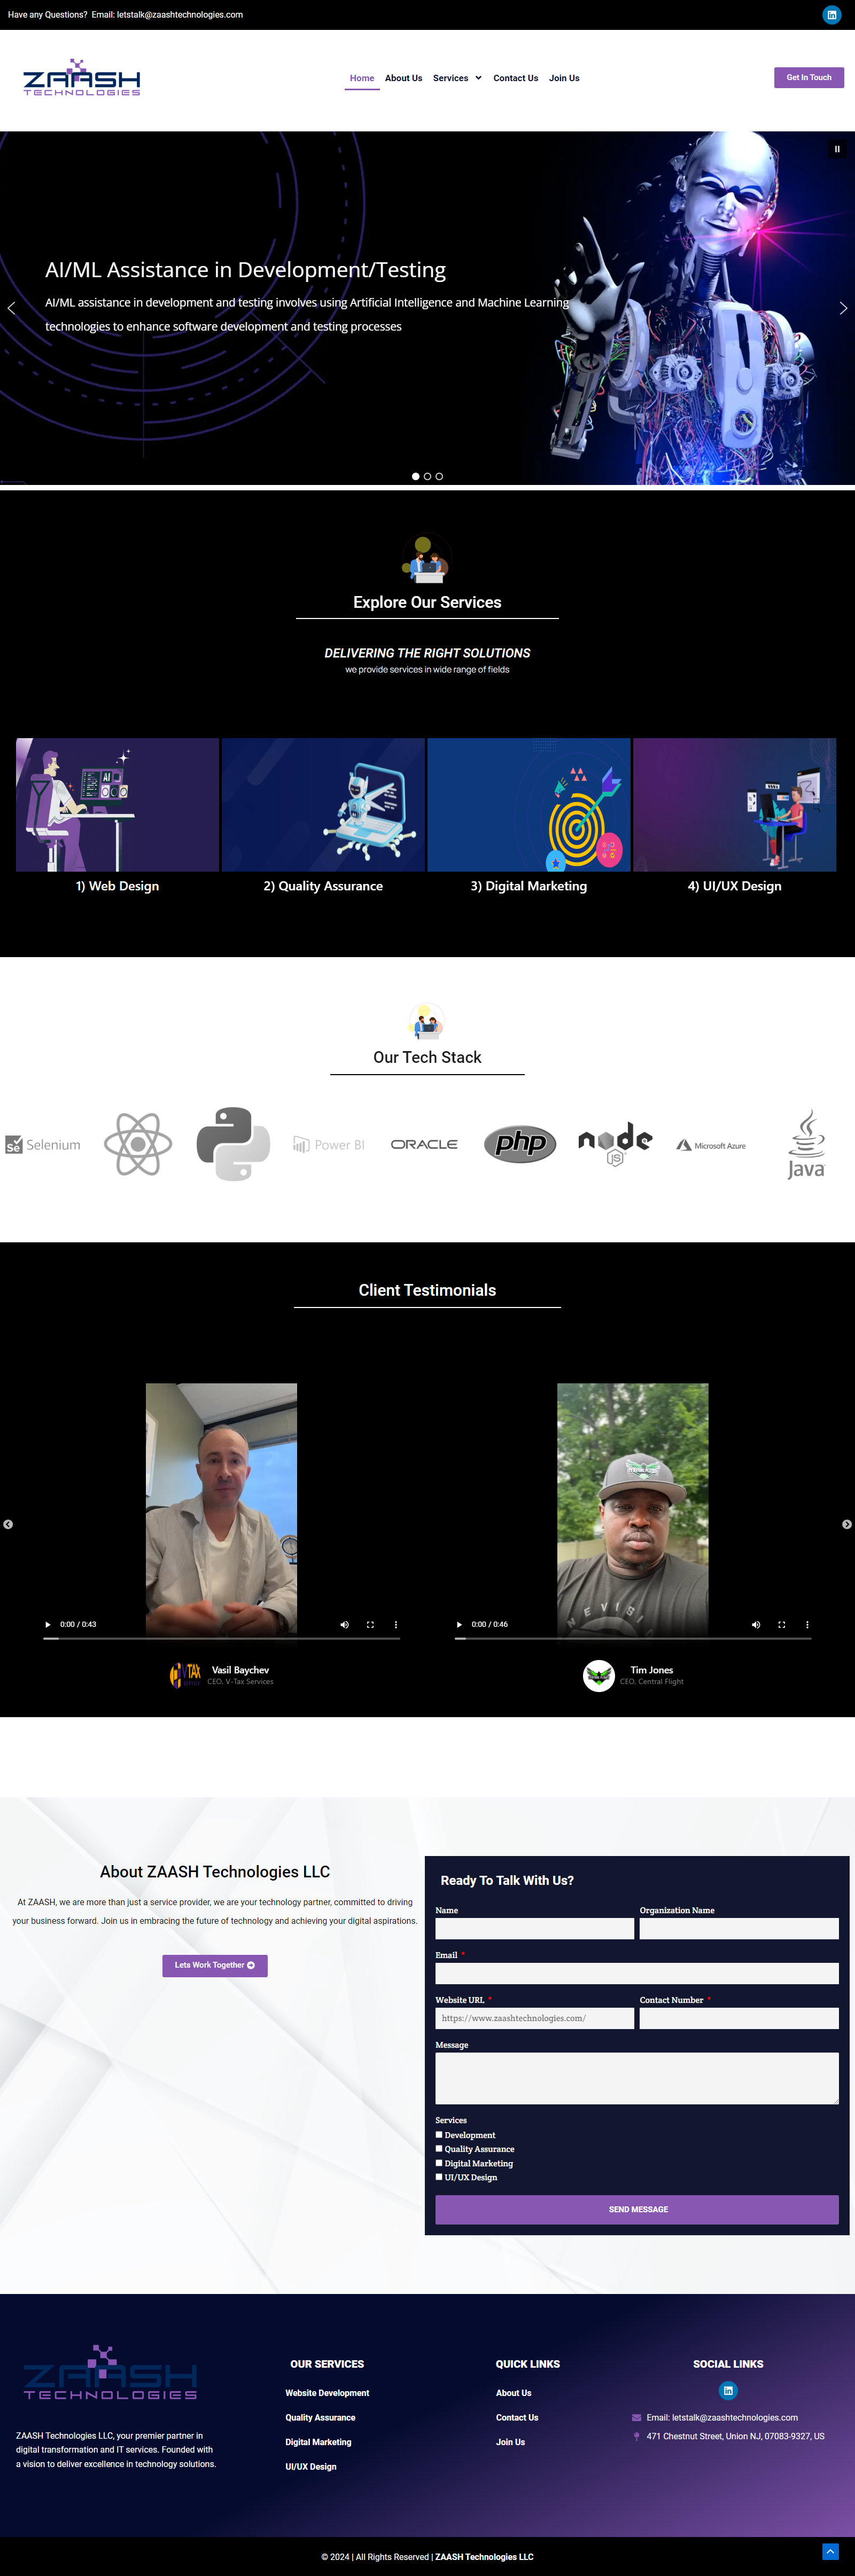 Have any Questions? Email: letstalk@zaashtechnologies.com
ZAASH
TECHNOLOGIES
Home
About Us
Services
Contact Us
Join Us
Get In Touch
AI/ML Assistance in Development/Testing
AI/ML assistance in development and testing involves using Artificial Intelligence and Machine Learning
technologies to enhance software development and testing processes
Explore Our Services
DELIVERING THE RIGHT SOLUTIONS
we provide services in wide range of fields
AI
1) Web Design
2) Quality Assurance
3) Digital Marketing
4) UI/UX Design
Our Tech Stack
Se Selenium
Power BI
ORACLE
php
node
JS
Microsoft Azure
Java
Client Testimonials
0:00 / 0:43
0:00 / 0:46
VTAX
Vasil Baychev
CEO, V-Tax Services
Tim Jones
CEO, Central Flight
About ZAASH Technologies LLC
At ZAASH, we are more than just a service provider, we are your technology partner, committed to driving
your business forward. Join us in embracing the future of technology and achieving your digital aspirations.
Lets Work Together
Ready To Talk With Us?
Name
Organization Name
Email *
Website URL *
Contact Number *
https://www.zaashtechnologies.com/
Message
Services
Development
Quality Assurance
Digital Marketing
UI/UX Design
SEND MESSAGE
ZAASH
TECHNOLOGIES
ZAASH Technologies LLC, your premier partner in
digital transformation and IT services. Founded with
a vision to deliver excellence in technology solutions.
OUR SERVICES
Website Development
Quality Assurance
Digital Marketing
UI/UX Design
QUICK LINKS
About Us
Contact Us
Join Us
SOCIAL LINKS
Email: letstalk@zaashtechnologies.com
471 Chestnut Street, Union NJ, 07083-9327, US
© 2024 | All Rights Reserved | ZAASH Technologies LLC